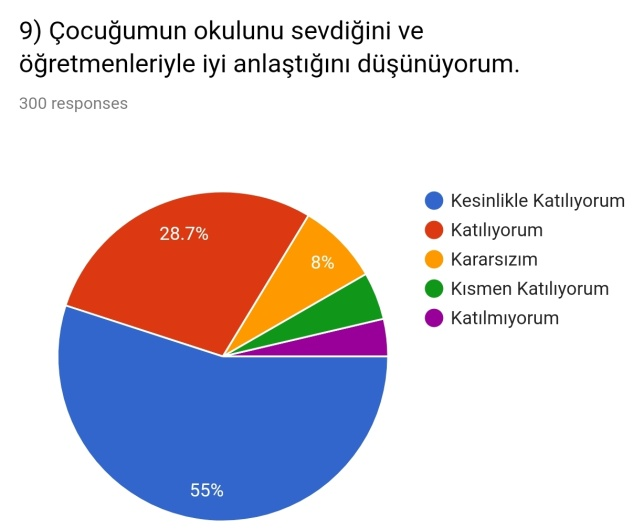 9) Çocuğumun okulunu sevdiğini ve
öğretmenleriyle iyi anlaştığını düşünüyorum.
300 responses
Kesinlikle Katılıyorum
Katılıyorum
Kararsızım
Kısmen Katılıyorum
Katılmıyorum
28.7%
8%
55%